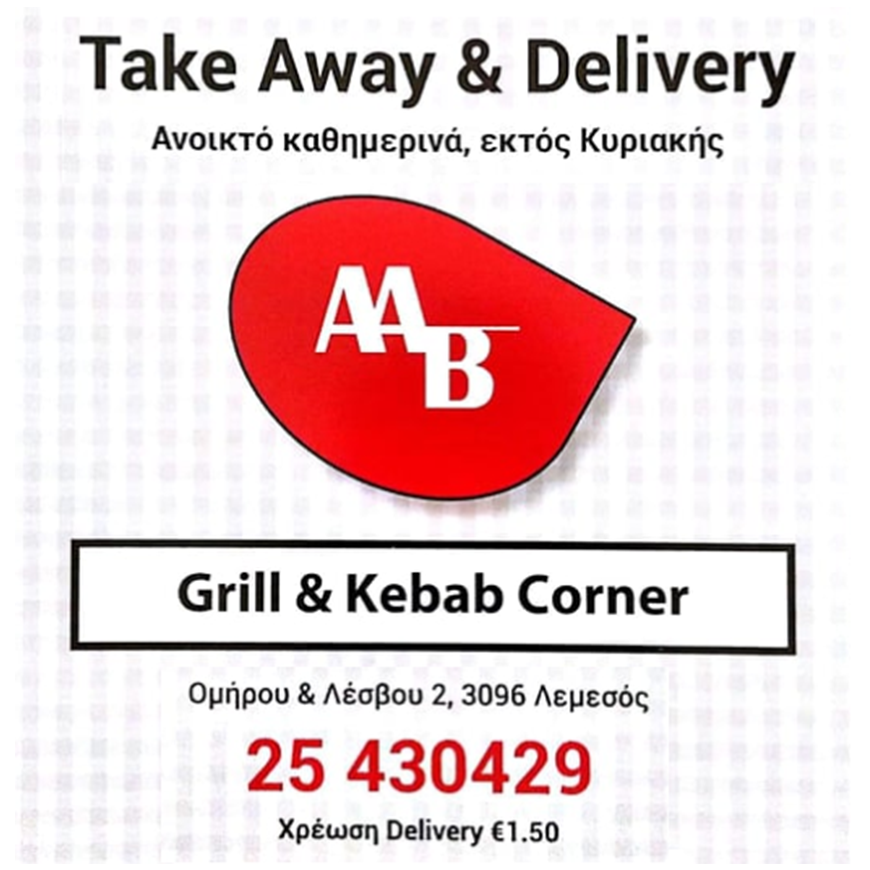 Take Away & Delivery
Ανοικτό καθημερινά, εκτός Κυριακής
AAB
Grill & Kebab Corner
Ομήρου & Λέσβου 2, 3096 Λεμεσός
25 430429
Χρέωση Delivery €1.50